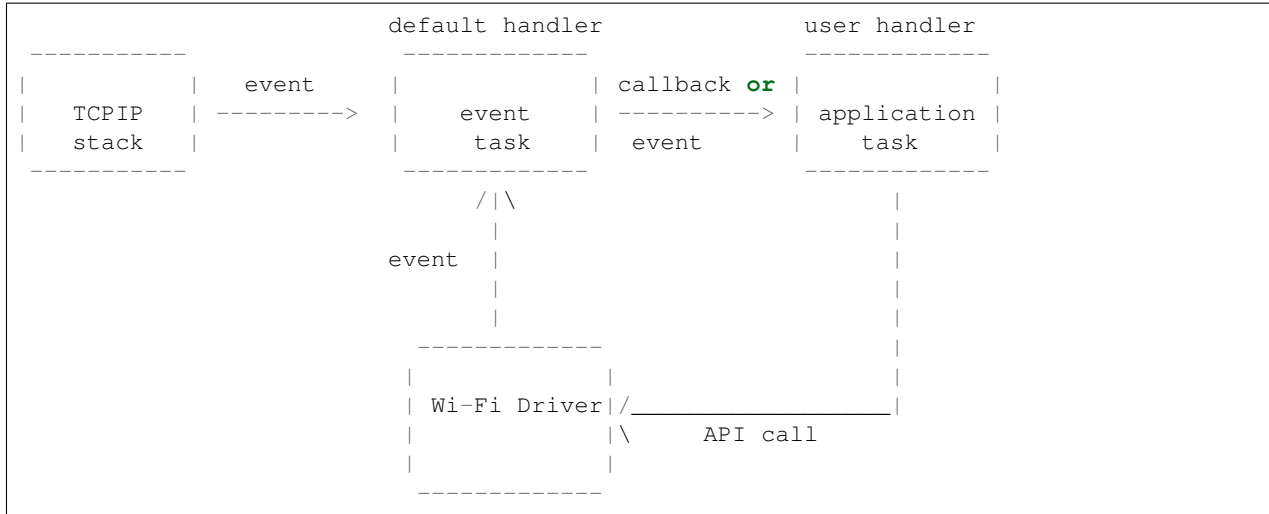 default handler user handler
event callback or
TCPIP event application
stack task event task
event
Wi-Fi Driver
API call